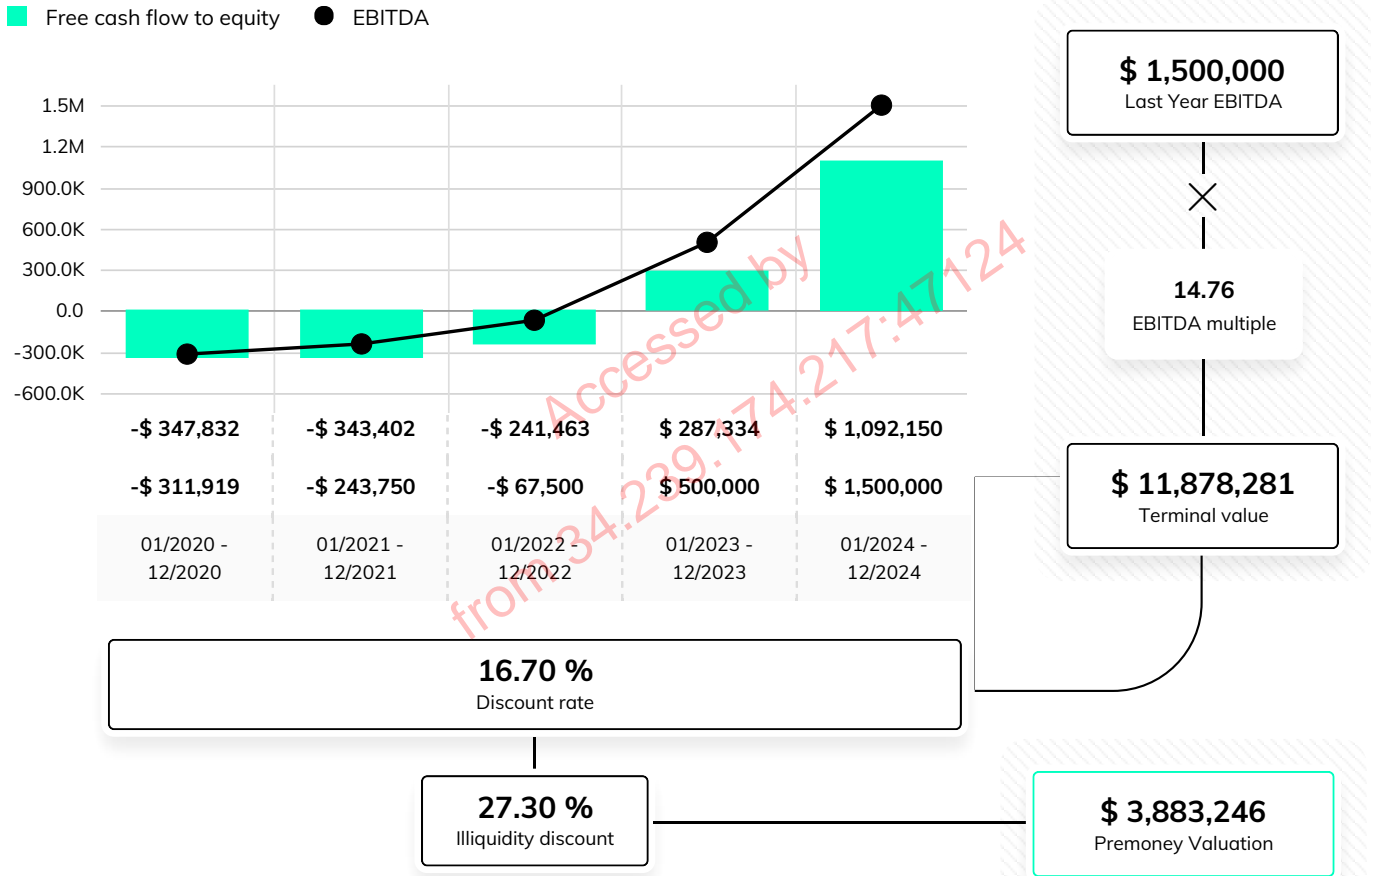 Free cash flow to equity
EBITDA
1.5M
1.2M
900.0K
600.0K
300.0K
0.0
-300.0K
-600.0K
-$ 347,832 -$ 343,402 -$ 241,463 $ 287,334 $ 1,092,150
-$ 311,919 -$ 243,750 -$ 67,500 $ 500,000 $ 1,500,000
01/2020 - 01/2021 - 01/2022 - 01/2023 - 01/2024 -
12/2020 12/2021 12/2022 12/2023 12/2024
16.70 %
Discount rate
27.30 %
Illiquidity discount
$ 1,500,000
Last Year EBITDA
14.76
EBITDA multiple
$ 11,878,281
Terminal value
$ 3,883,246
Premoney Valuation
Accessed by
from 34.239.174.217:47124